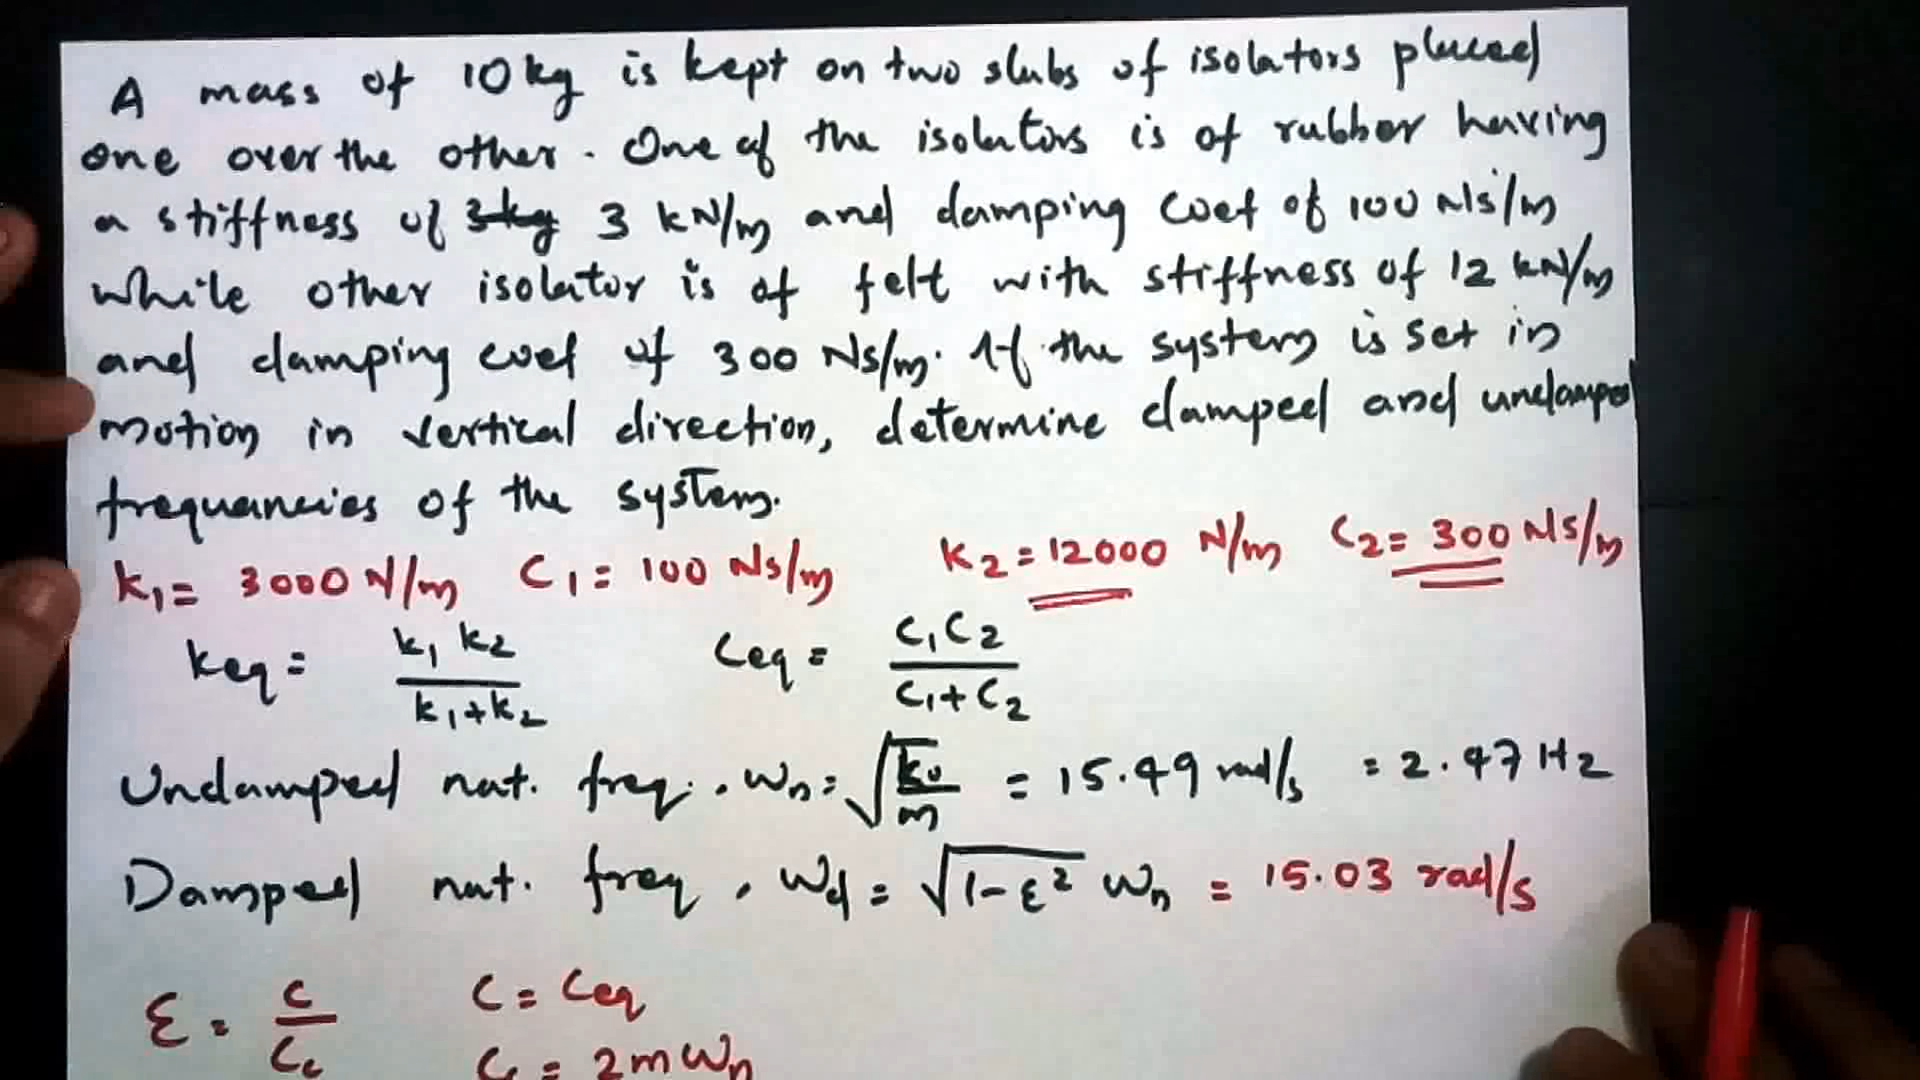 A mass of 10 kg is kept on two slabs of isolators placed
one over the other. One of the isolators is of rubber having
a stiffness of 3kg 3 kN/m and damping coef of 100 Ns/m
while other isolator is of felt with stiffness of 12 kN/m
and damping coef of 300 Ns/m. If the system is set in
motion in vertical direction, determine damped and undamped
frequencies of the system.
K1 = 3000 N/m C1 = 100 Ns/m K2 = 12000 N/m C2 = 300 Ns/m
Keq = K1 K2 / K1+K2 Ceq = C1C2 / C1+C2
Undamped nat. freq. ωn = √(k/m) = 15.49 rad/s = 2.47 Hz
Damped nat. freq. ωd = √(1-ε²) ωn = 15.03 rad/s
ε = C/Cc C = Ceq
Cc = 2mωn